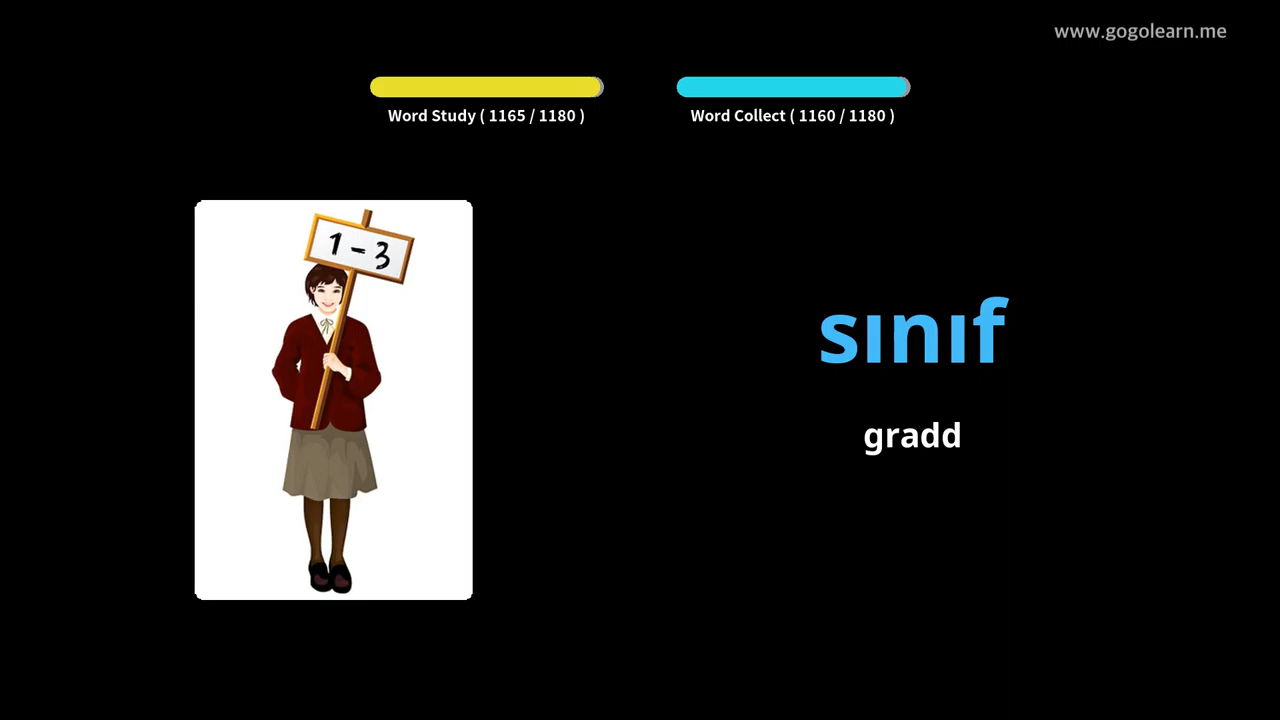 www.gogolearn.me
Word Study ( 1165 / 1180 )
Word Collect ( 1160 / 1180 )
1 - 3
sınıf
gradd